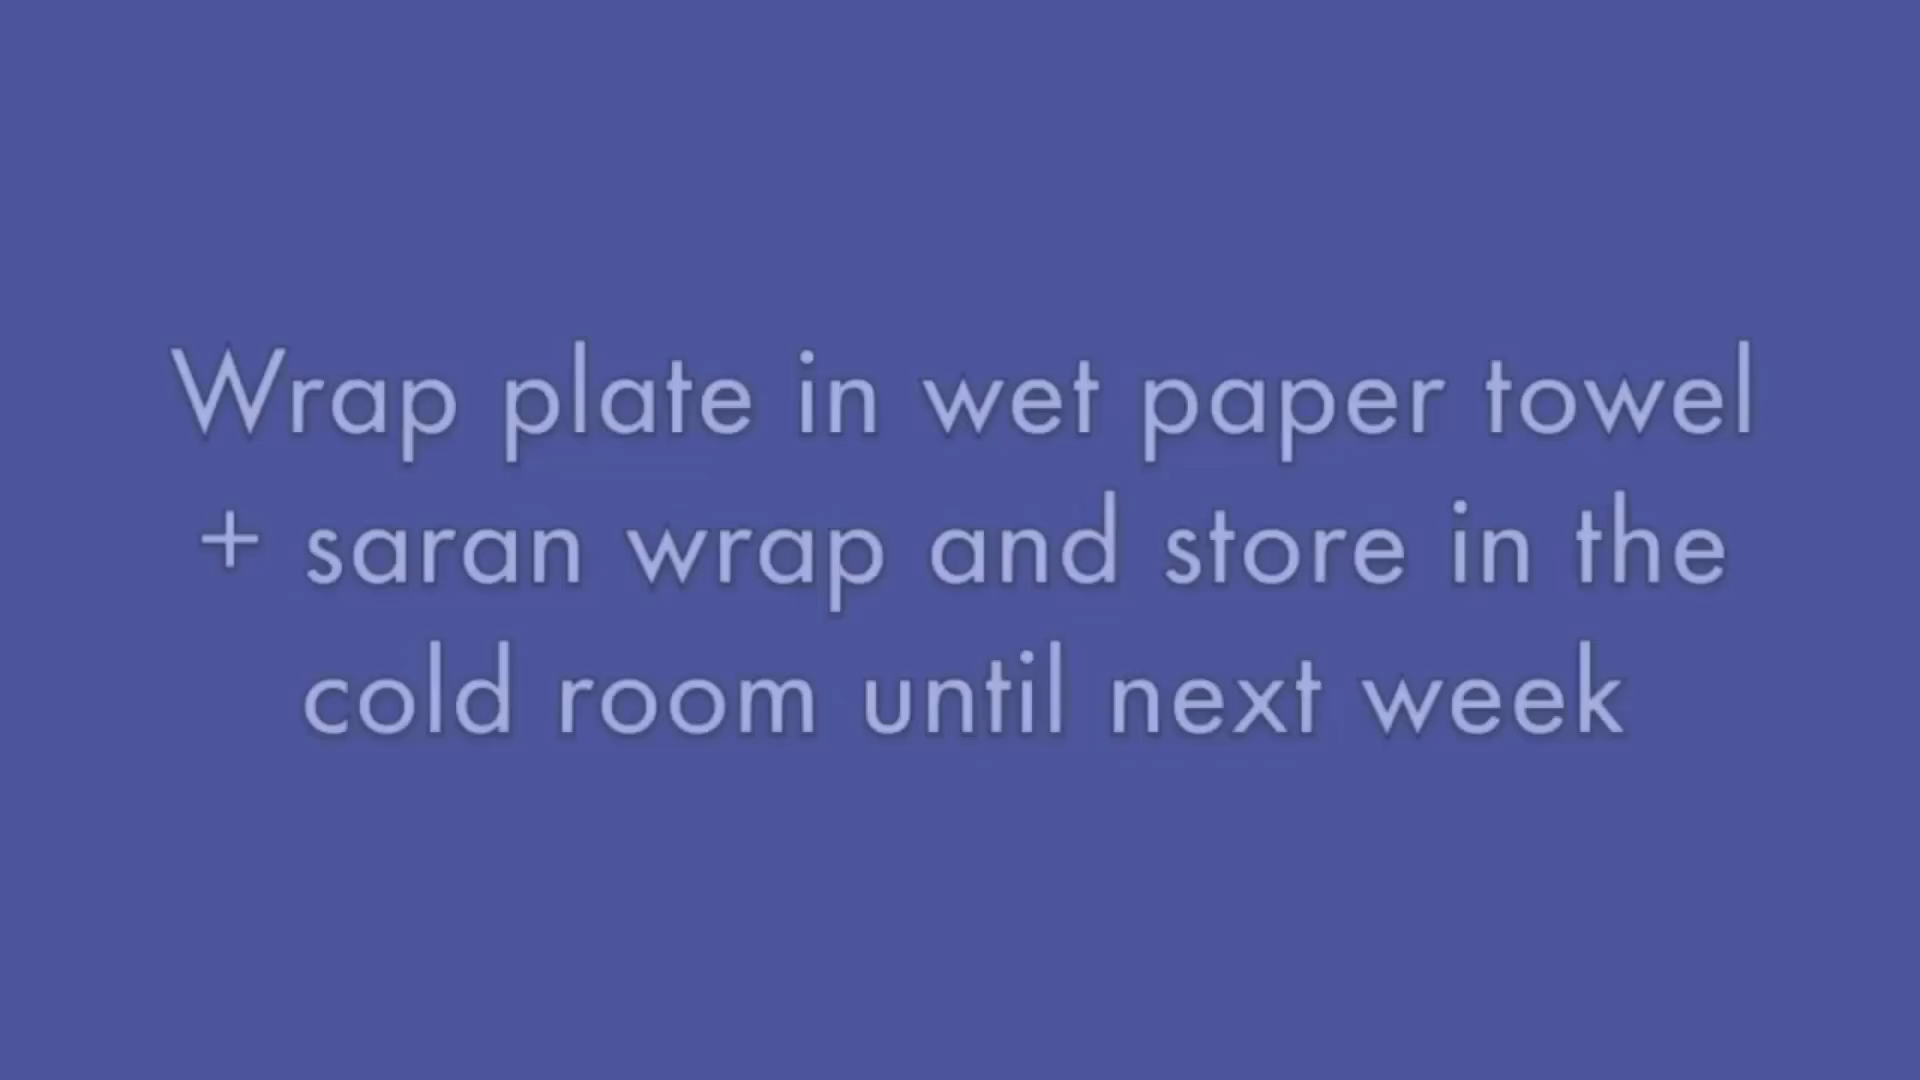 Wrap plate in wet paper towel
+ saran wrap and store in the
cold room until next week